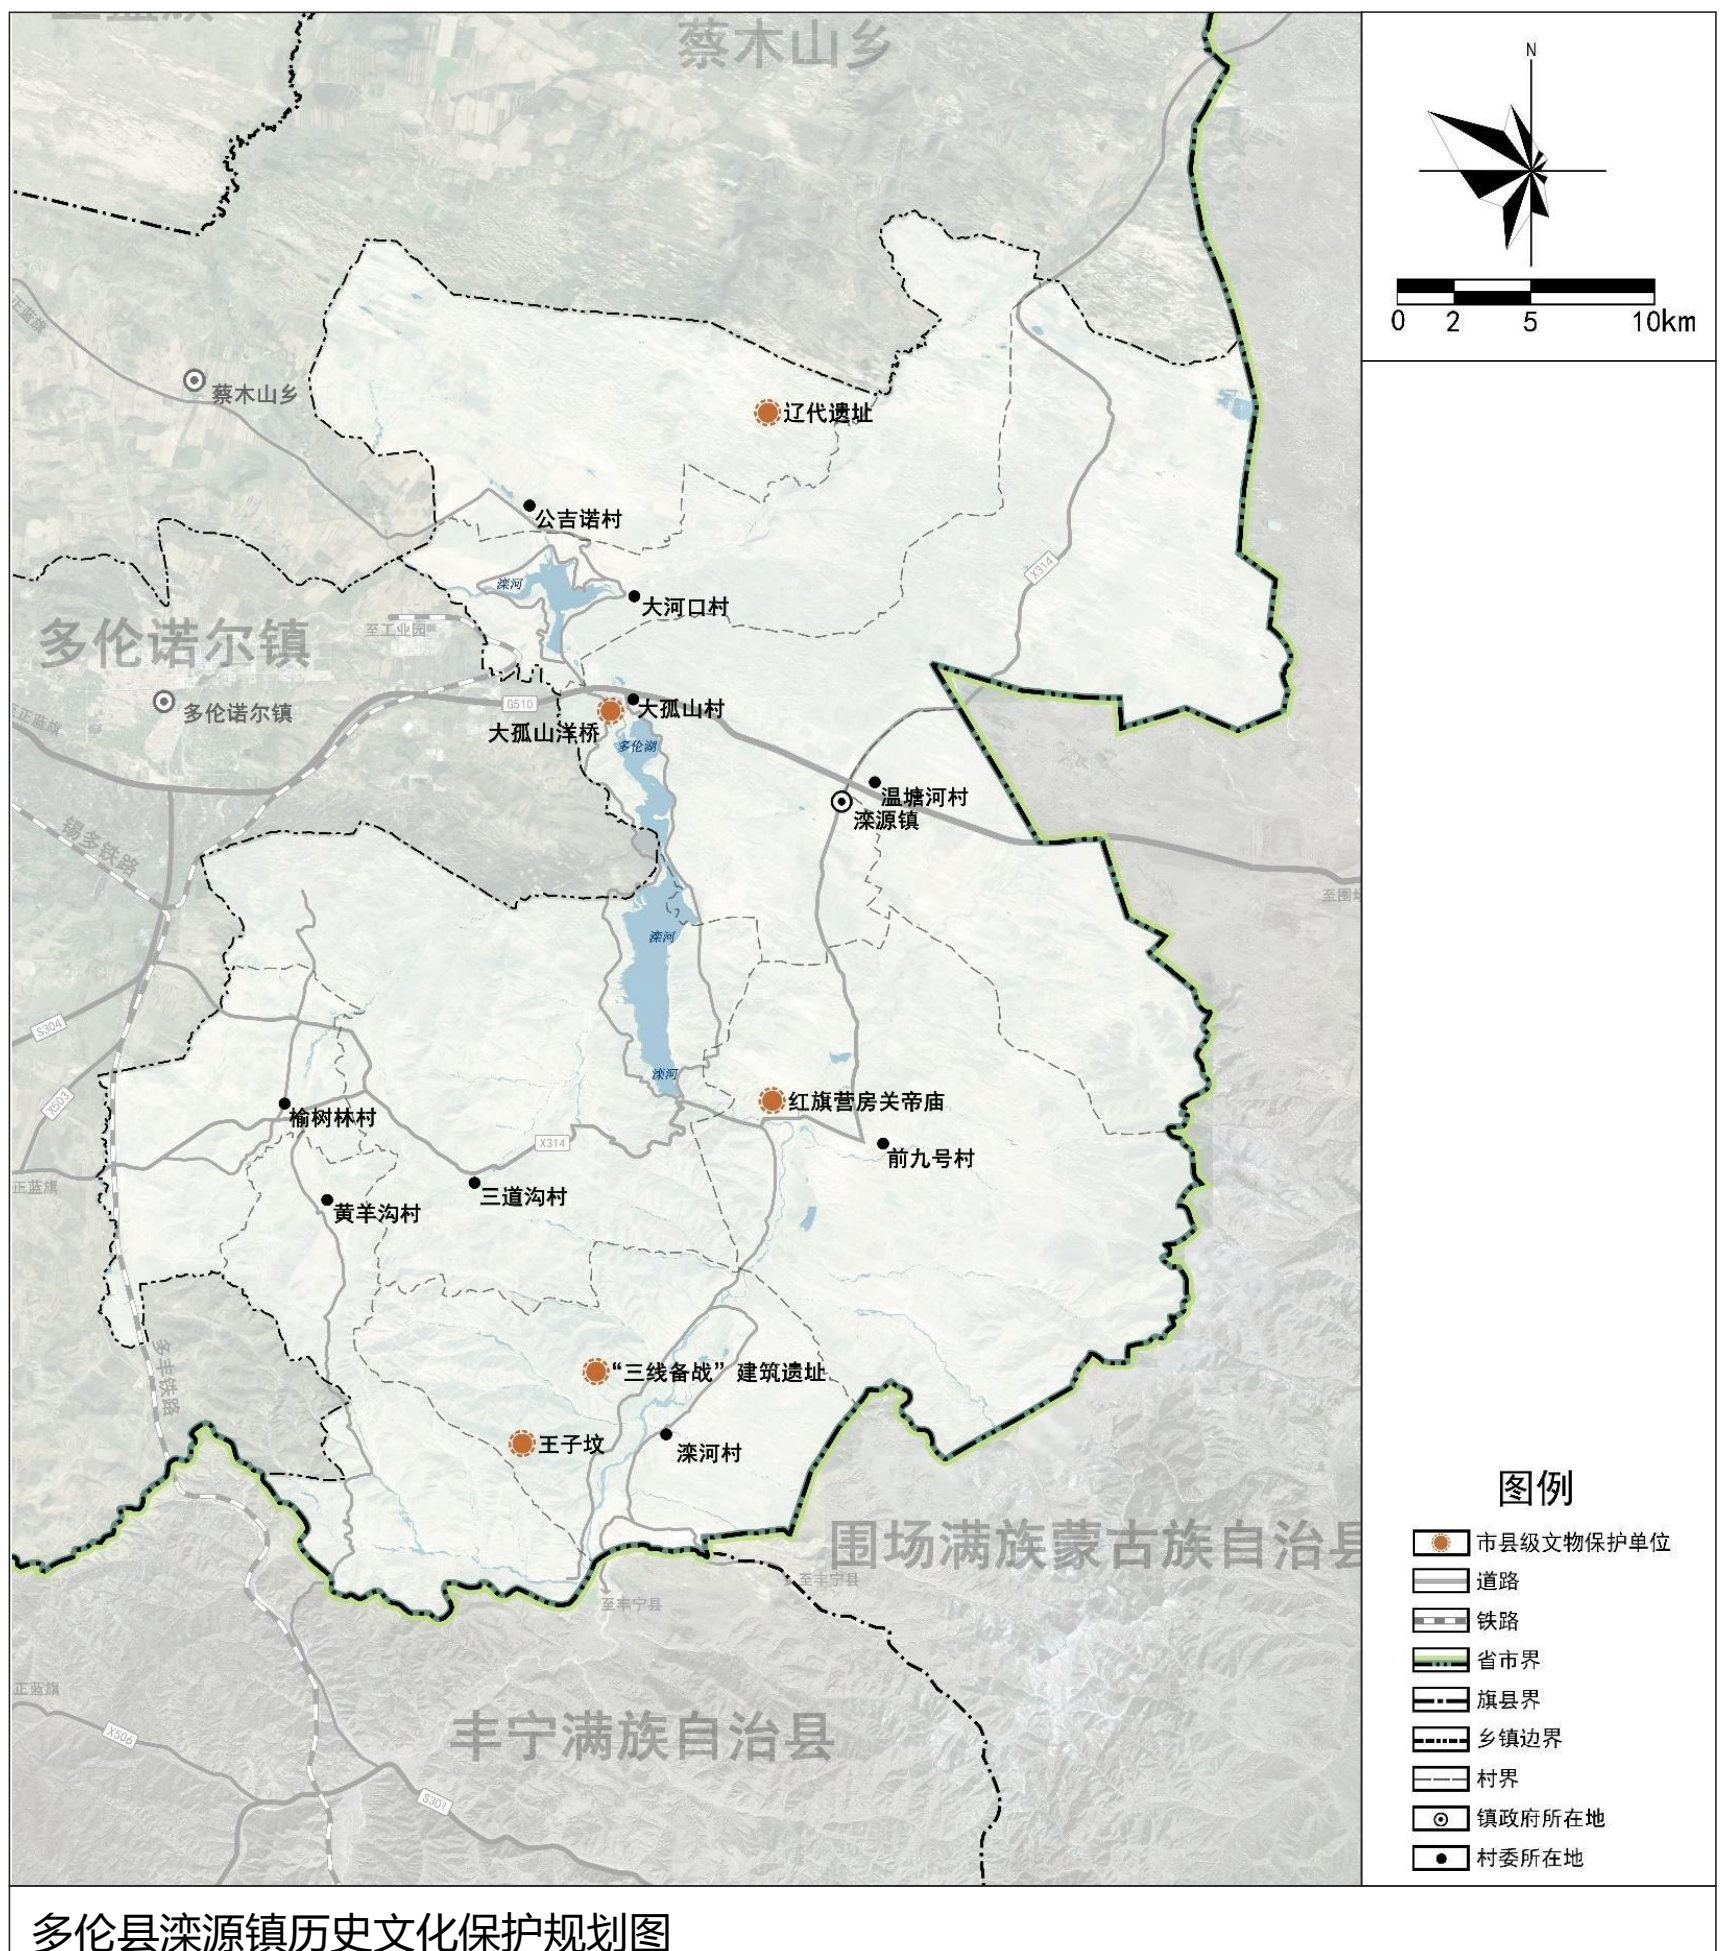 蔡木山乡
N
0 2 5 10km
正蓝旗
蔡木山乡
辽代遗址
公吉诺村
滦河
大河口村
X314
多伦诺尔镇
至工业园
G510
多伦诺尔镇
至正蓝旗
大孤山村
大孤山洋桥
多伦湖
温塘河村
滦源镇
锡多铁路
滦河
S304
滦河
X503
红旗营房关帝庙
榆树林村
X314
前九号村
正蓝旗
三道沟村
黄羊沟村
多丰铁路
“三线备战”建筑遗址
王子坟
滦河村
围场满族蒙古族自治县
至丰宁县
至丰宁县
正蓝旗
X506
丰宁满族自治县
S301
图例
市县级文物保护单位
道路
铁路
省市界
旗县界
乡镇边界
村界
镇政府所在地
村委所在地
多伦县滦源镇历史文化保护规划图